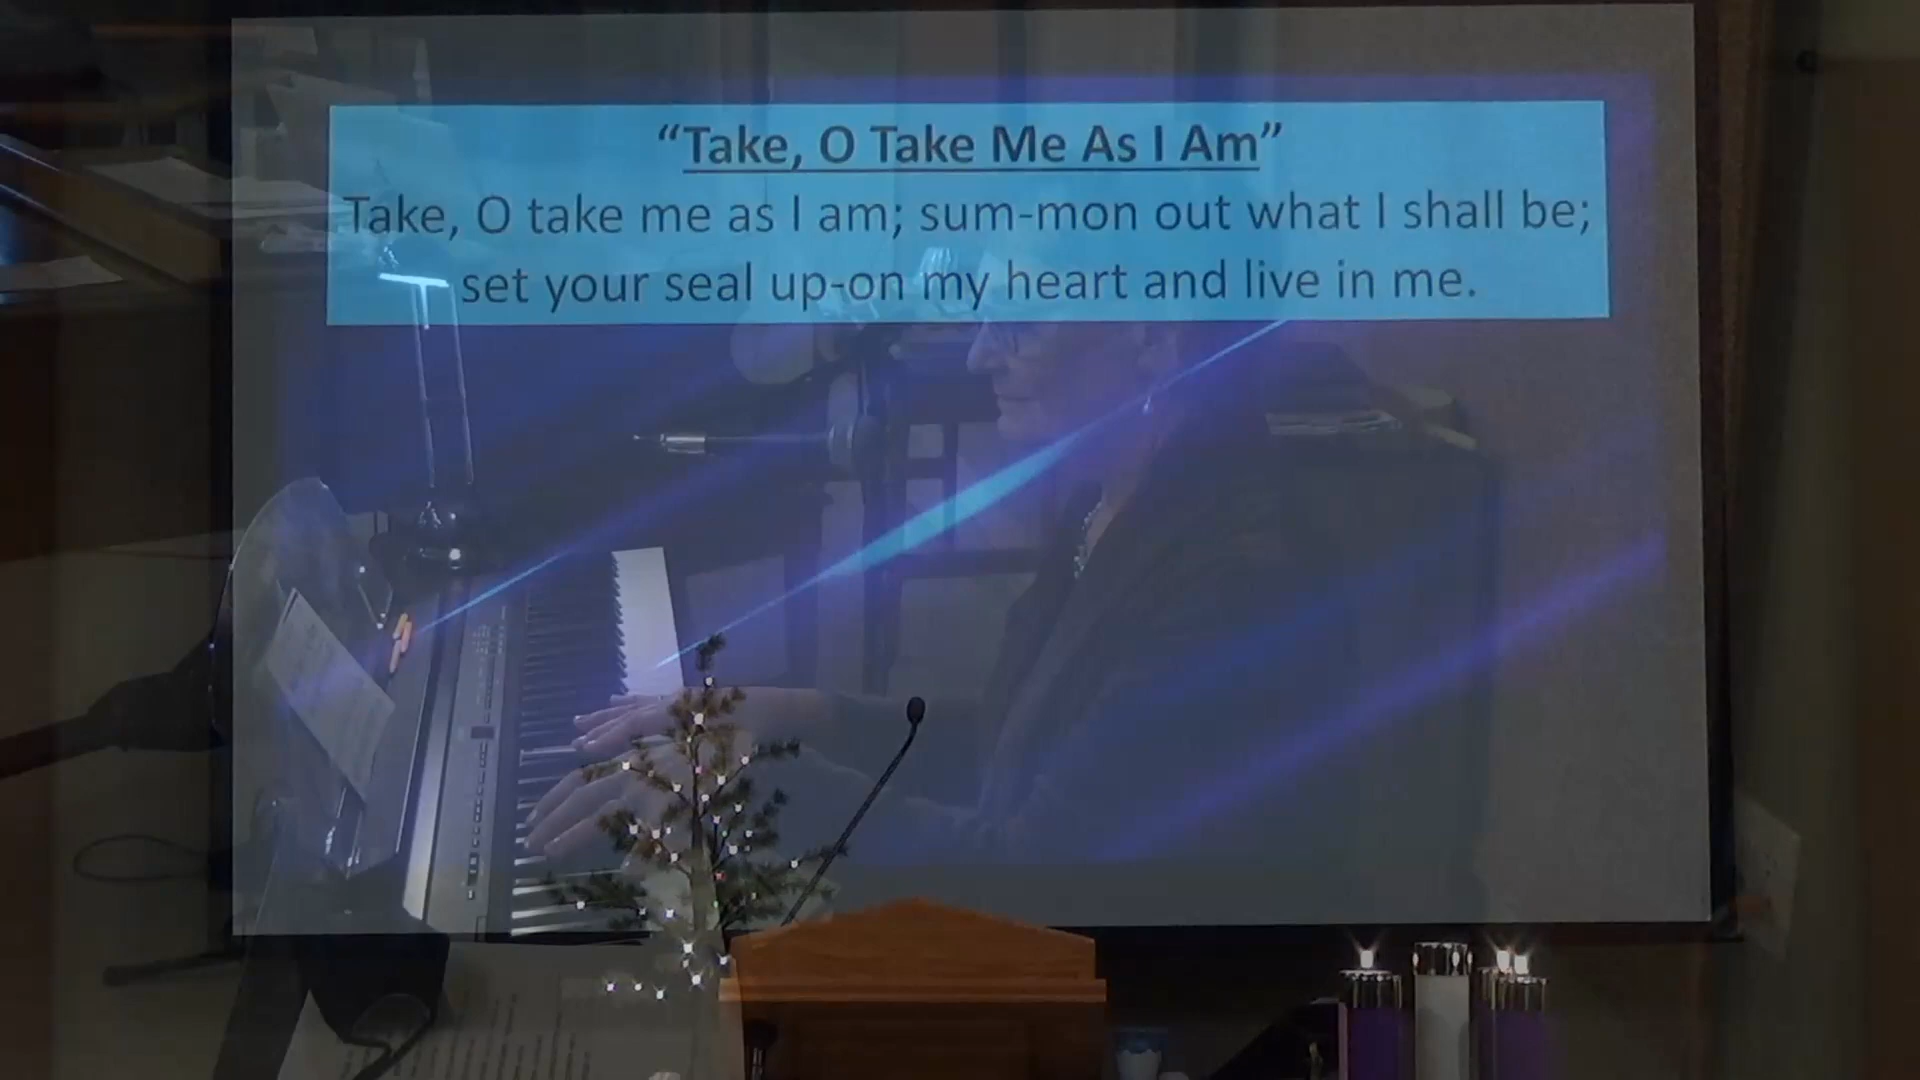 “Take, O Take Me As I Am”
Take, O take me as I am; sum-mon out what I shall be;
set your seal up-on my heart and live in me.